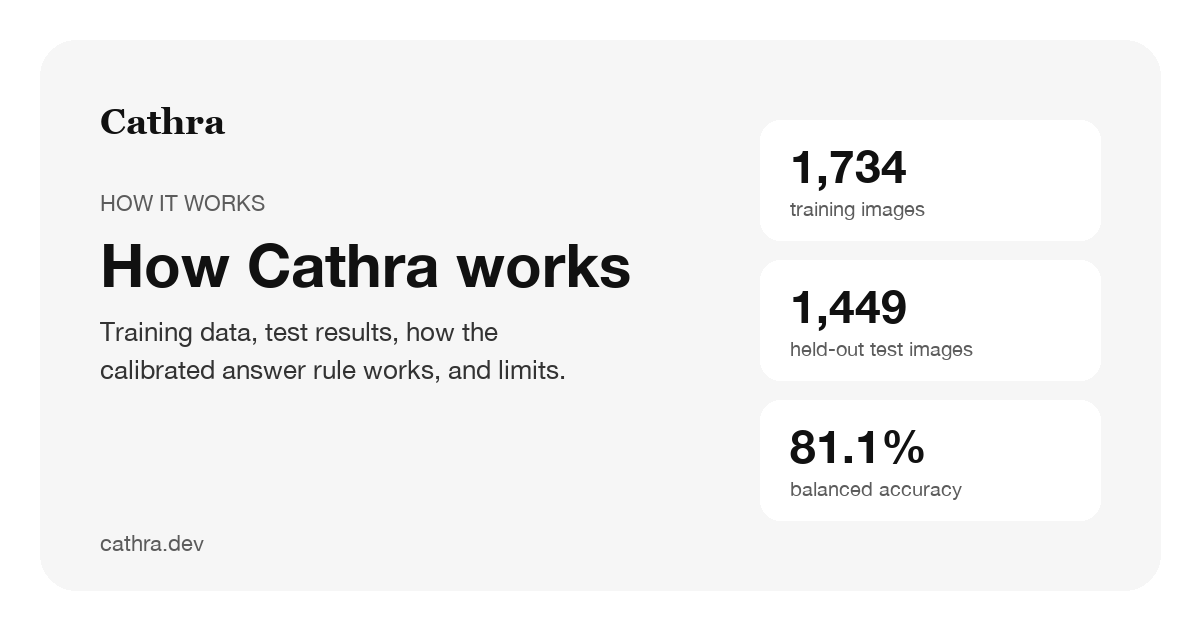 Cathra
HOW IT WORKS
How Cathra works
Training data, test results, how the
calibrated answer rule works, and limits.
cathra.dev
1,734
training images
1,449
held-out test images
81.1%
balanced accuracy